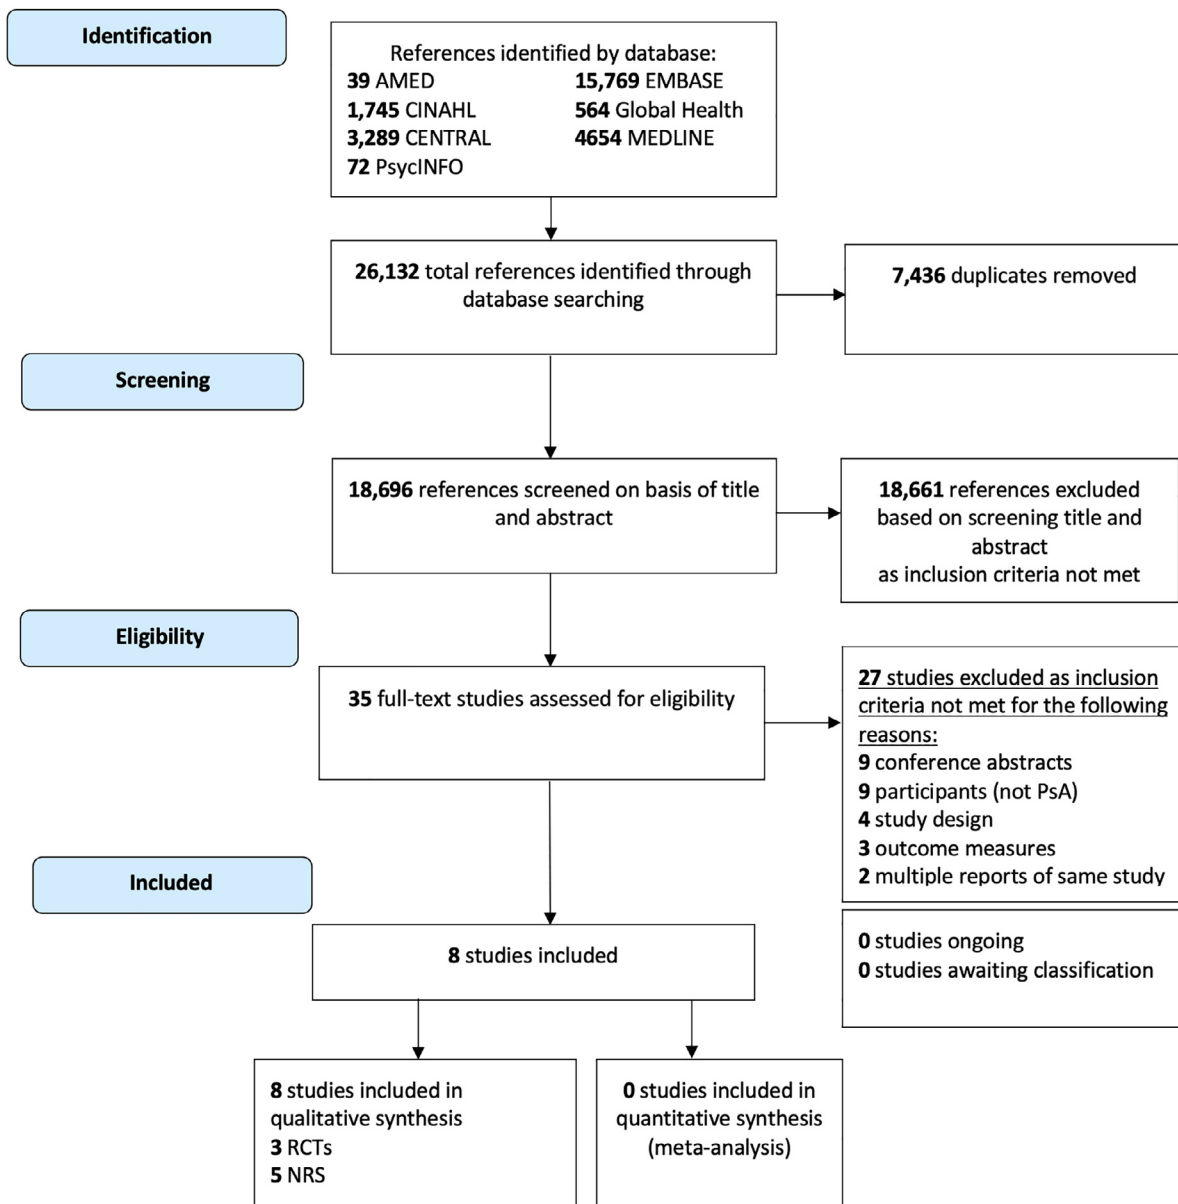 Identification
References identified by database:
39 AMED
15,769 EMBASE
1,745 CINAHL
564 Global Health
3,289 CENTRAL
4654 MEDLINE
72 PsycINFO
26,132 total references identified through
database searching
7,436 duplicates removed
Screening
18,696 references screened on basis of title
and abstract
18,661 references excluded
based on screening title and
abstract
as inclusion criteria not met
Eligibility
35 full-text studies assessed for eligibility
27 studies excluded as inclusion
criteria not met for the following
reasons:
9 conference abstracts
9 participants (not PsA)
4 study design
3 outcome measures
2 multiple reports of same study
Included
8 studies included
0 studies ongoing
0 studies awaiting classification
8 studies included in
qualitative synthesis
3 RCTs
5 NRS
0 studies included in
quantitative synthesis
(meta-analysis)